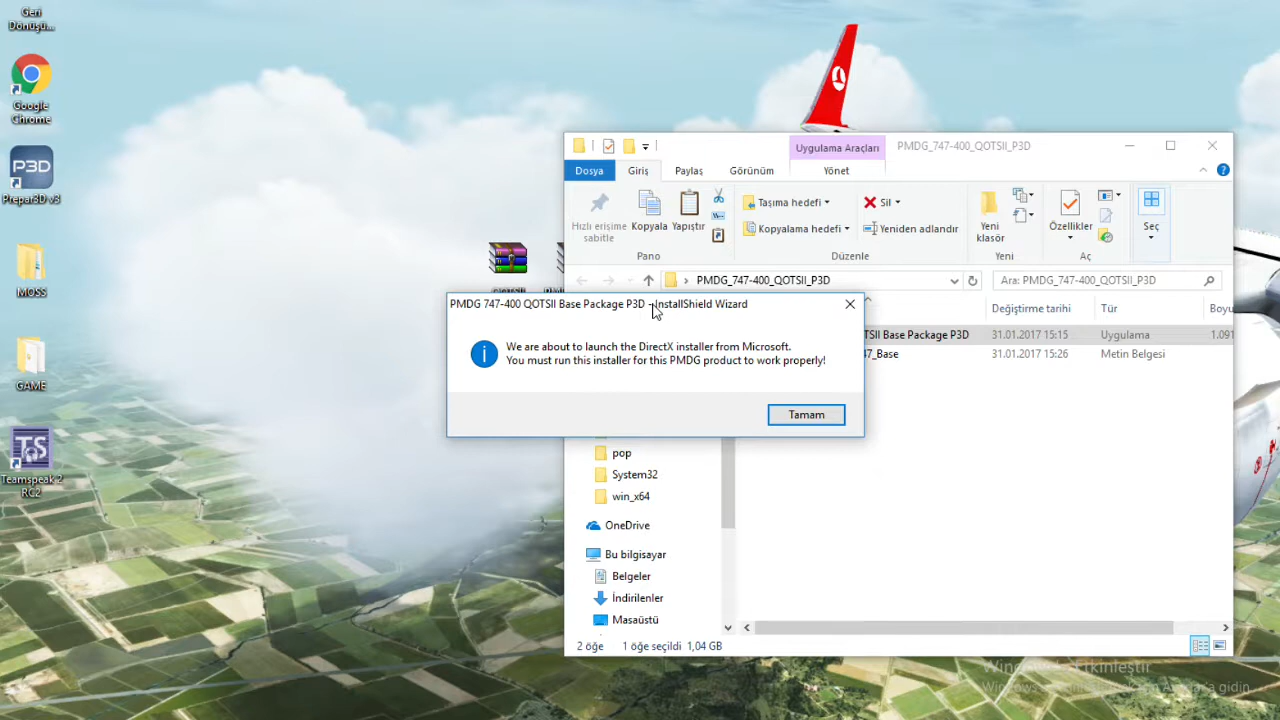 Geri
Dönüşü...
Google
Chrome
P3D
Prepar3D v3
MOSS
GAME
TS
Teamspeak 2
RC2
Uygulama Araçları
PMDG_747-400_QOTSII_P3D
Dosya
Giriş
Paylaş
Görünüm
Yönet
Hızlı erişime
sabitle
Kopyala
Yapıştır
Taşıma hedefi
Kopyalama hedefi
Sil
Yeniden adlandır
Yeni
klasör
Özellikler
Seç
Pano
Düzenle
Yeni
Aç
PMDG_747-400_QOTSII_P3D
Ara: PMDG_747-400_QOTSII_P3D
Değiştirme tarihi
Tür
Boyu
TSII Base Package P3D
31.01.2017 15:15
Uygulama
1.091
47_Base
31.01.2017 15:26
Metin Belgesi
PMDG 747-400 QOTSII Base Package P3D - InstallShield Wizard
We are about to launch the DirectX installer from Microsoft.
You must run this installer for this PMDG product to work properly!
Tamam
pop
System32
win_x64
OneDrive
Bu bilgisayar
Belgeler
İndirilenler
Masaüstü
2 öğe
1 öğe seçildi 1,04 GB